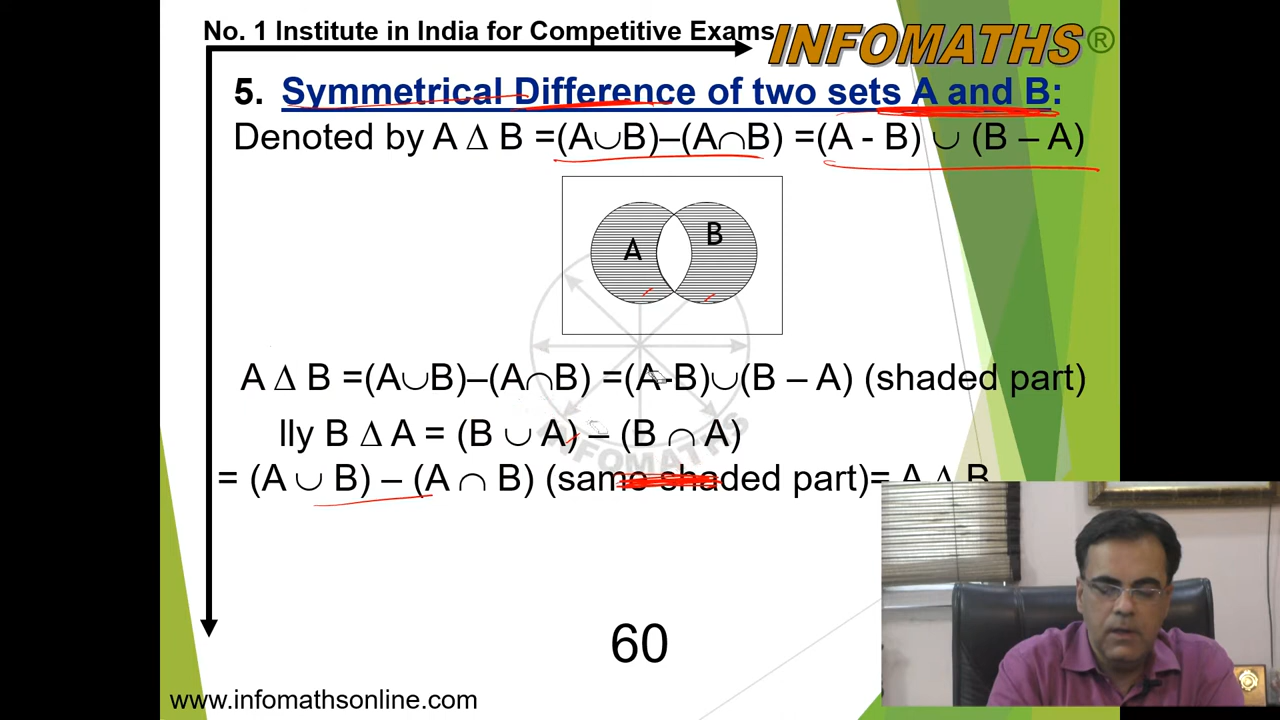 No. 1 Institute in India for Competitive Exams
INFOMATHS®
5. Symmetrical Difference of two sets A and B:
Denoted by A Δ B =(A∪B)–(A∩B) =(A - B) ∪ (B – A)
A B
A Δ B =(A∪B)–(A∩B) =(A-B)∪(B – A) (shaded part)
lly B Δ A = (B ∪ A) – (B ∩ A)
INFOMATHS
= (A ∪ B) – (A ∩ B) (same shaded part)= A Δ B
60
www.infomathsonline.com